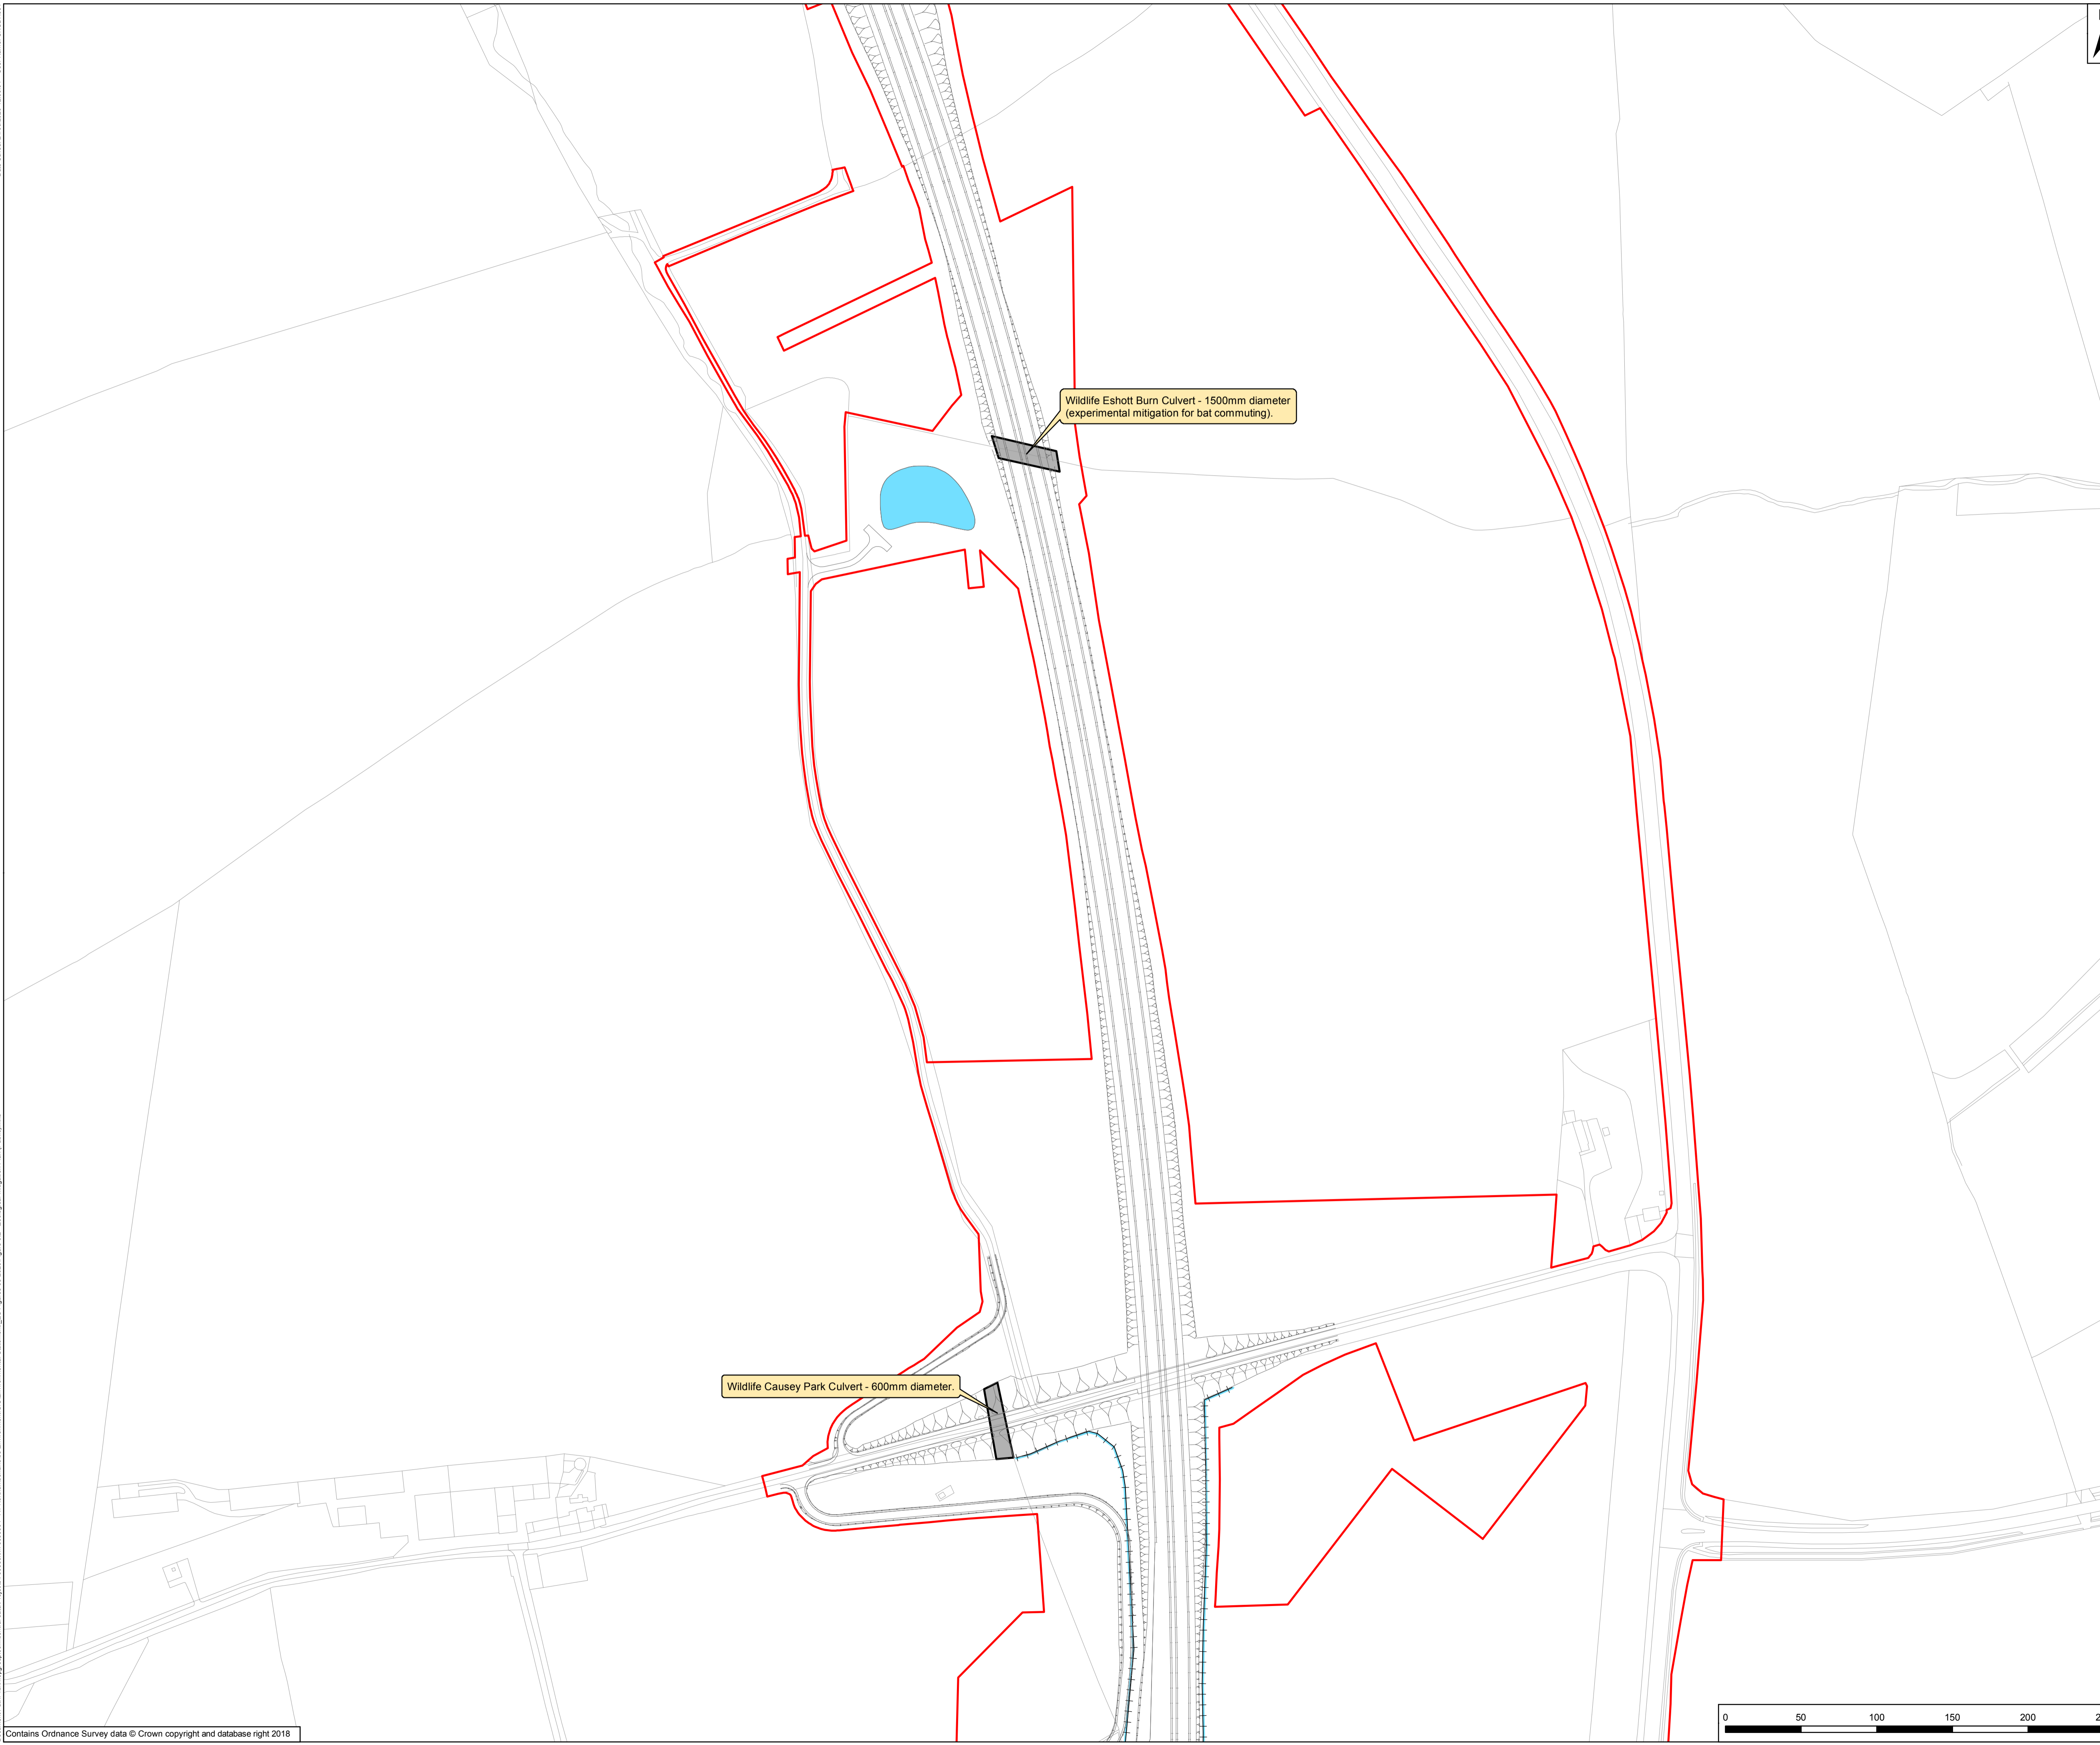 Wildlife Eshott Burn Culvert - 1500mm diameter
(experimental mitigation for bat commuting).
Wildlife Causey Park Culvert - 600mm diameter.
0 50 100 150 200
Contains Ordnance Survey data © Crown copyright and database right 2018